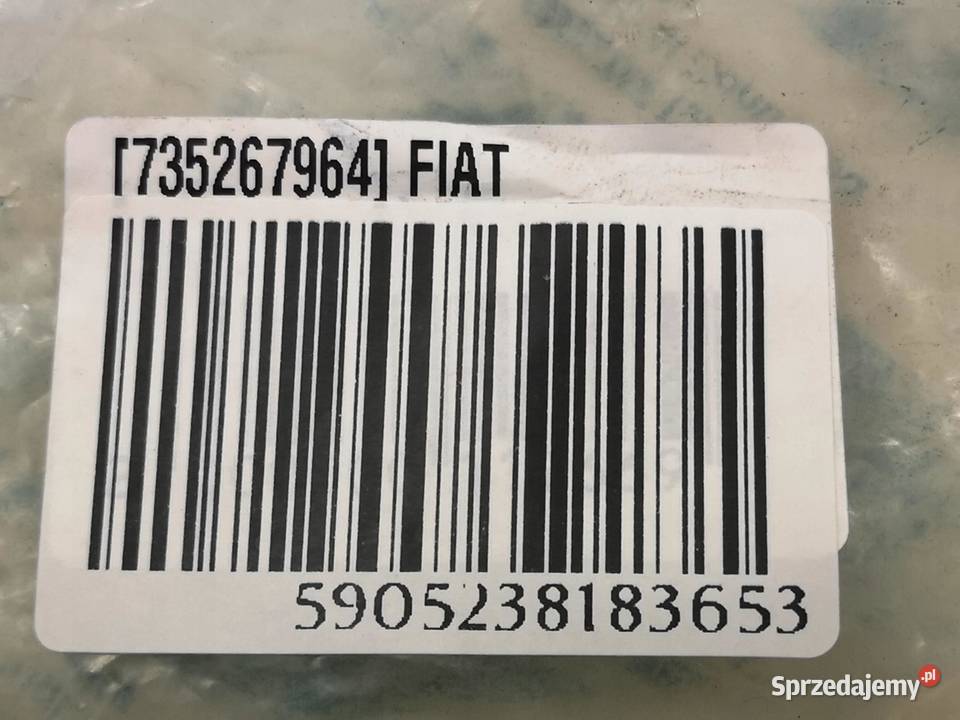 [735267964] FIAT
5905238183653
Sprzedajemy.pl